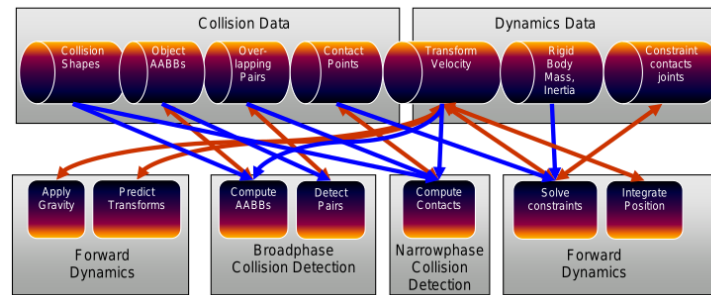 Collision Data
Dynamics Data
Collision
Shapes
Object
AABBs
Over-
lapping
Pairs
Contact
Points
Transform
Velocity
Rigid
Body
Mass,
Inertia
Constraint
contacts
joints
Apply
Gravity
Predict
Transforms
Compute
AABBs
Detect
Pairs
Compute
Contacts
Solve
constraints
Integrate
Position
Forward
Dynamics
Broadphase
Collision Detection
Narrowphase
Collision
Detection
Forward
Dynamics